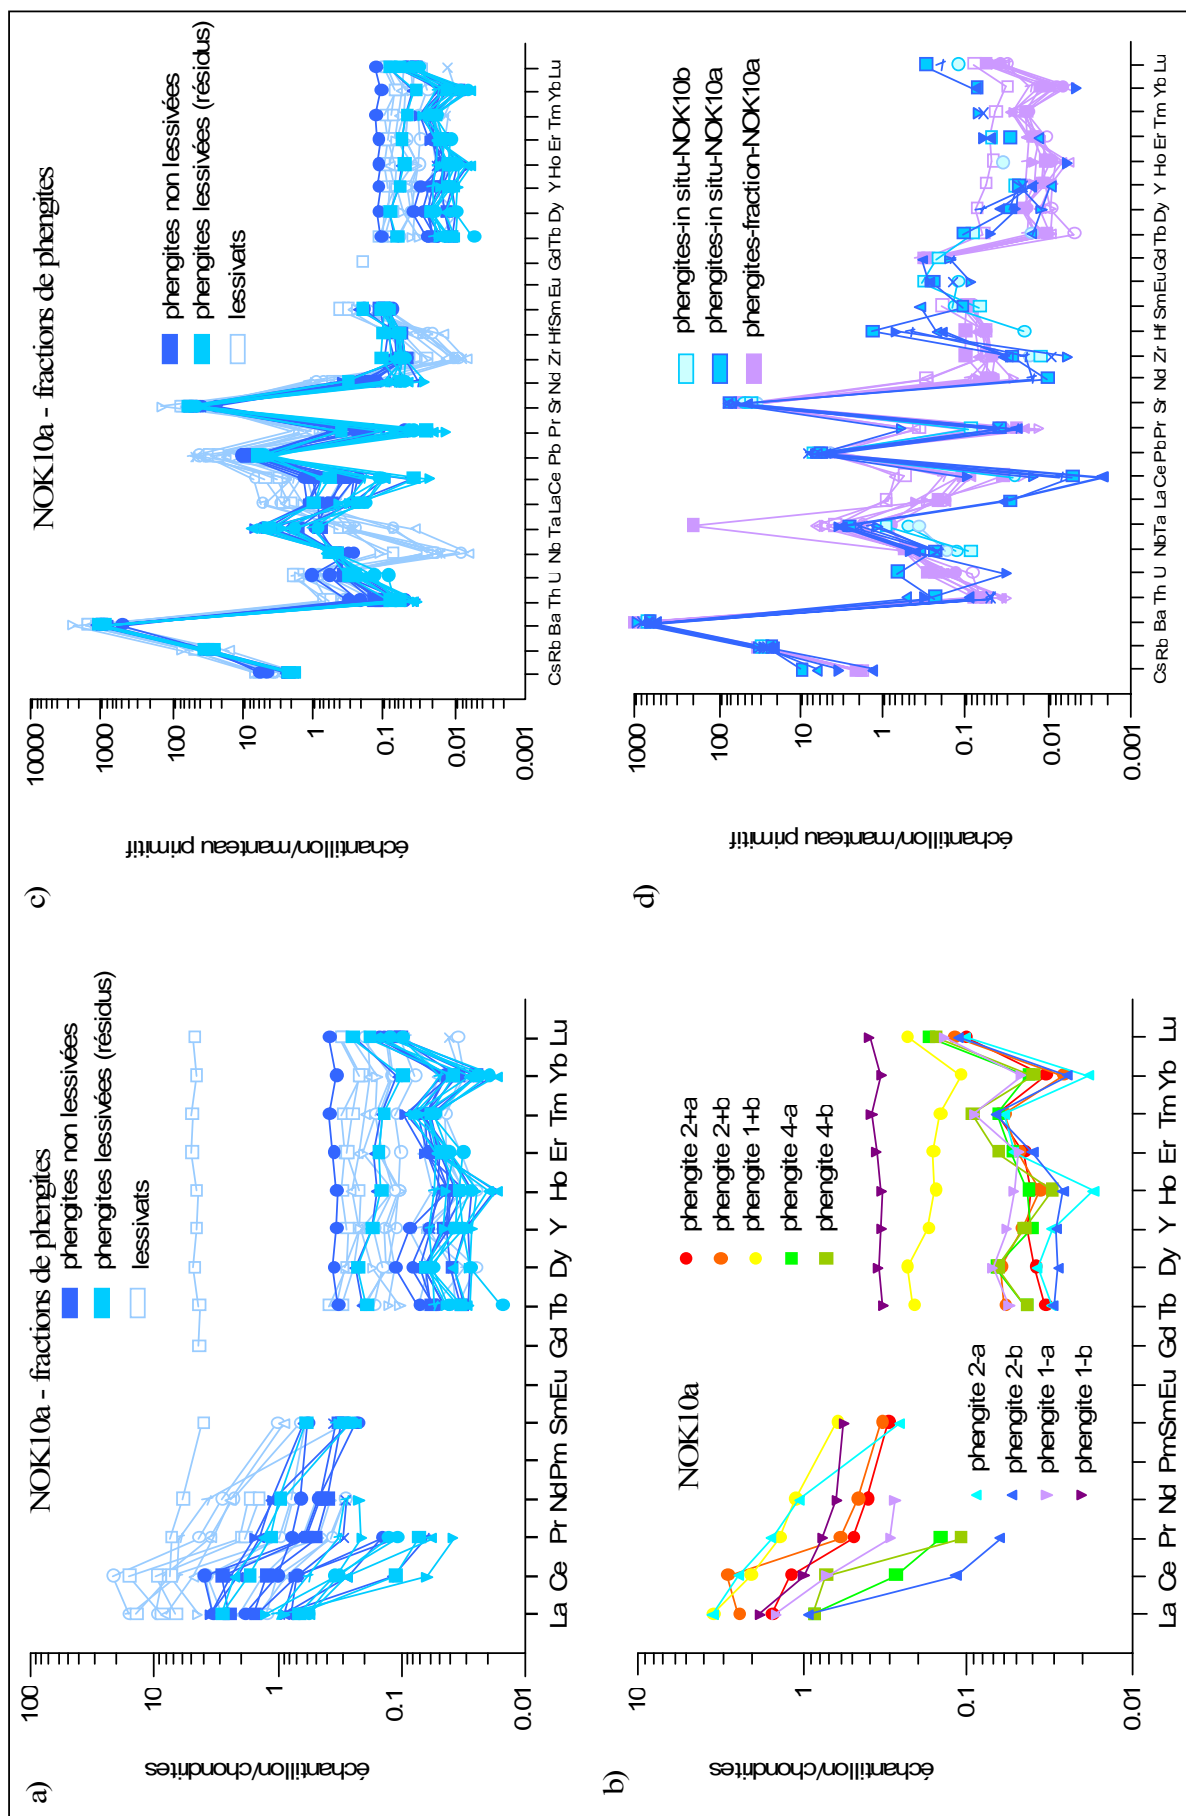 a)
NOK10a - fractions de phengites
phengites non lessivées
phengites lessivées (résidus)
lessivats
échantillon/chondrites
100
10
1
0.1
0.01
La Ce Pr Nd Pm Sm Eu Gd Tb Dy Y Ho Er Tm Yb Lu
c)
NOK10a - fractions de phengites
phengites non lessivées
phengites lessivées (résidus)
lessivats
échantillon/manteau primitif
10000
1000
100
10
1
0.1
0.01
0.001
Cs Rb Ba Th U Nb Ta La Ce Pb Pr Sr Nd Zr Hf Sm Eu Gd Tb Dy Y Ho Er Tm Yb Lu
b)
NOK10a
phengite 2+a
phengite 2+b
phengite 1+b
phengite 4-a
phengite 4-b
phengite 2-a
phengite 2-b
phengite 1-a
phengite 1-b
échantillon/chondrites
10
1
0.1
0.01
La Ce Pr Nd Pm Sm Eu Gd Tb Dy Y Ho Er Tm Yb Lu
d)
phengites-in situ-NOK10b
phengites-in situ-NOK10a
phengites-fraction-NOK10a
échantillon/manteau primitif
1000
100
10
1
0.1
0.01
0.001
Cs Rb Ba Th U Nb Ta La Ce Pb Pr Sr Nd Zr Hf Sm Eu Gd Tb Dy Y Ho Er Tm Yb Lu